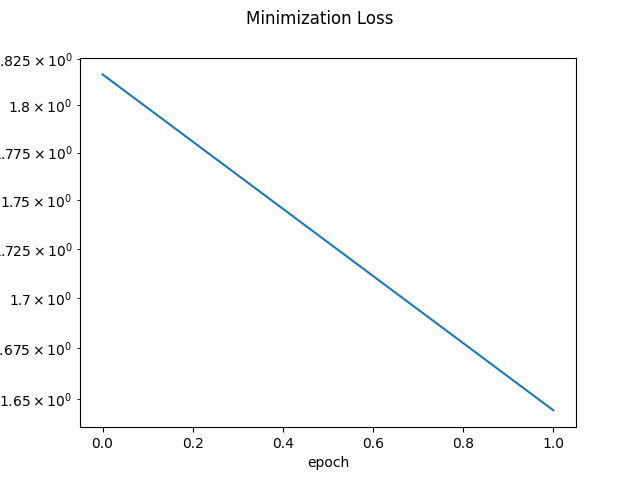 Minimization Loss
.825 × 10⁰
1.8 × 10⁰
.775 × 10⁰
1.75 × 10⁰
.725 × 10⁰
1.7 × 10⁰
.675 × 10⁰
1.65 × 10⁰
0.0 0.2 0.4 0.6 0.8 1.0
epoch